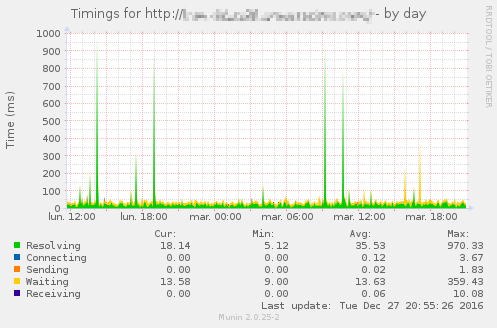 Timings for http:// - by day
RRDTOOL / TOBI OETIKER
Time (ms)
1000
900
800
700
600
500
400
300
200
100
0
lun. 12:00 lun. 18:00 mar. 00:00 mar. 06:00 mar. 12:00 mar. 18:00
Cur: Min: Avg: Max:
Resolving 18.14 5.12 35.53 970.33
Connecting 0.00 0.00 0.12 3.67
Sending 0.00 0.00 0.02 1.83
Waiting 13.58 9.00 13.63 359.43
Receiving 0.00 0.00 0.06 10.08
Last update: Tue Dec 27 20:55:26 2016
Munin 2.0.25-2